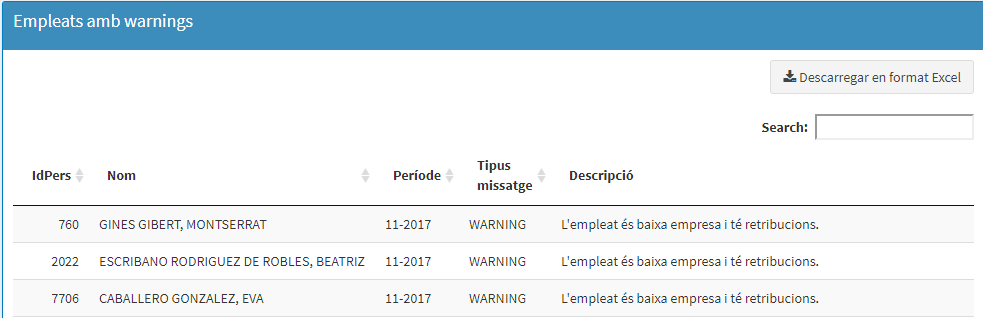 Empleats amb warnings
Descarregar en format Excel
Search:
IdPers Nom Període Tipus missatge Descripció
760 GINES GIBERT, MONTSERRAT 11-2017 WARNING L'empleat és baixa empresa i té retribucions.
2022 ESCRIBANO RODRIGUEZ DE ROBLES, BEATRIZ 11-2017 WARNING L'empleat és baixa empresa i té retribucions.
7706 CABALLERO GONZALEZ, EVA 11-2017 WARNING L'empleat és baixa empresa i té retribucions.